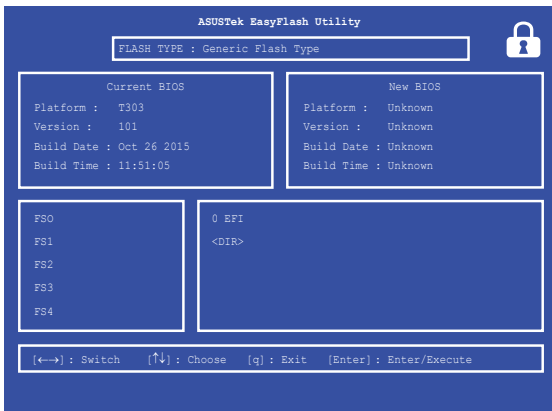 ASUSTek EasyFlash Utility
FLASH TYPE : Generic Flash Type
Current BIOS
Platform : T303
Version : 101
Build Date : Oct 26 2015
Build Time : 11:51:05
New BIOS
Platform : Unknown
Version : Unknown
Build Date : Unknown
Build Time : Unknown
FSO
FS1
FS2
FS3
FS4
0 EFI
<DIR>
[←→] : Switch [↑↓] : Choose [q] : Exit [Enter] : Enter/Execute